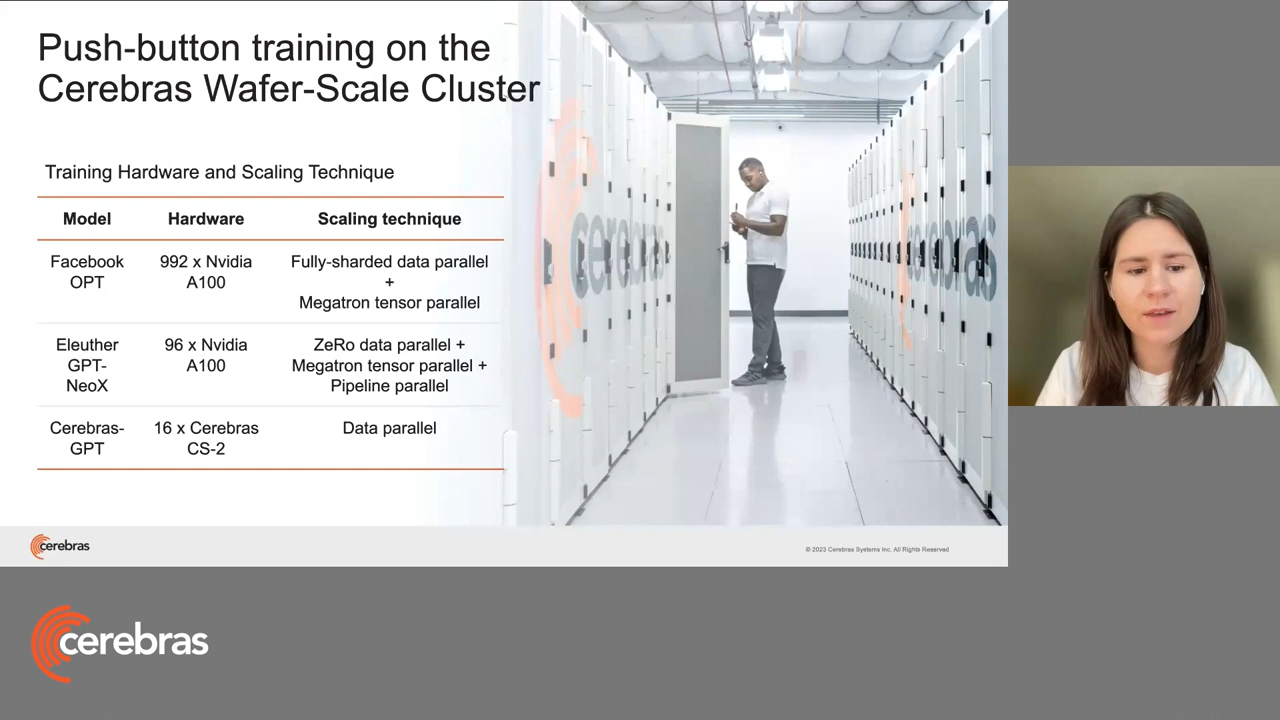 Push-button training on the
Cerebras Wafer-Scale Cluster
Training Hardware and Scaling Technique
Model Hardware Scaling technique
Facebook 992 x Nvidia Fully-sharded data parallel
OPT A100 +
Megatron tensor parallel
Eleuther 96 x Nvidia ZeRo data parallel +
GPT- A100 Megatron tensor parallel +
NeoX Pipeline parallel
Cerebras- 16 x Cerebras Data parallel
GPT CS-2
cerebras
cerebras
cerebras
© 2023 Cerebras Systems Inc. All Rights Reserved
cerebras